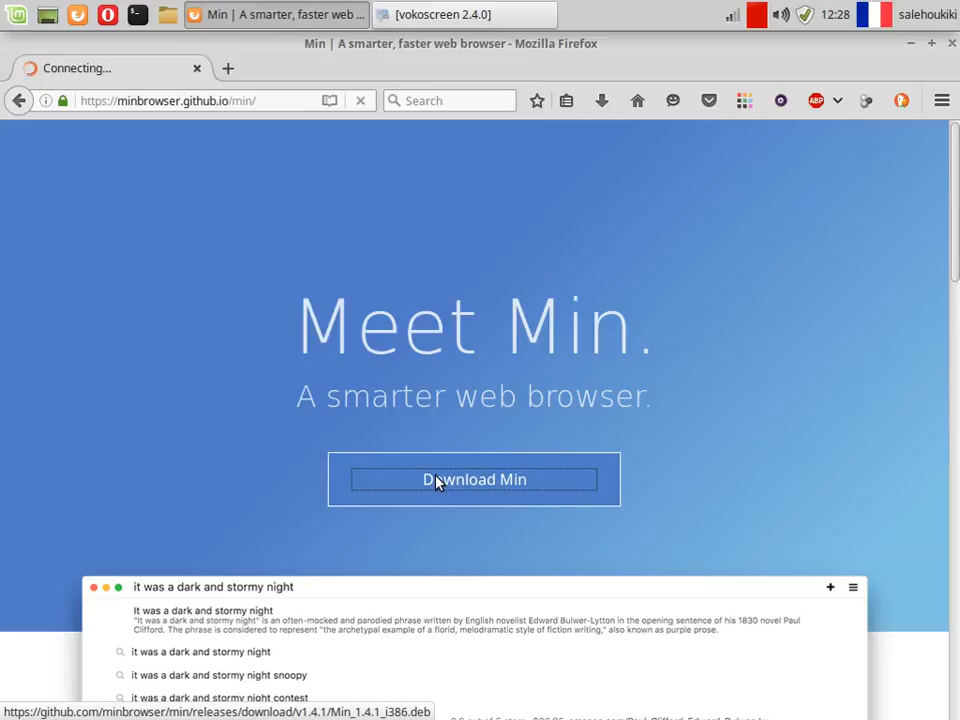 Min | A smarter, faster web ...
[vokoscreen 2.4.0]
12:28
salehoukiki
Min | A smarter, faster web browser - Mozilla Firefox
Connecting...
https://minbrowser.github.io/min/
Search
ABP
Meet Min.
A smarter web browser.
Download Min
it was a dark and stormy night
It was a dark and stormy night
"It was a dark and stormy night" is an often-mocked and parodied phrase written by English novelist Edward Bulwer-Lytton in the opening sentence of his 1830 novel Paul
Clifford. The phrase is considered to represent "the archetypal example of a florid, melodramatic style of fiction writing," also known as purple prose.
it was a dark and stormy night
it was a dark and stormy night snoopy
it was a dark and stormy night contest
https://github.com/minbrowser/min/releases/download/v1.4.1/Min_1.4.1_i386.deb